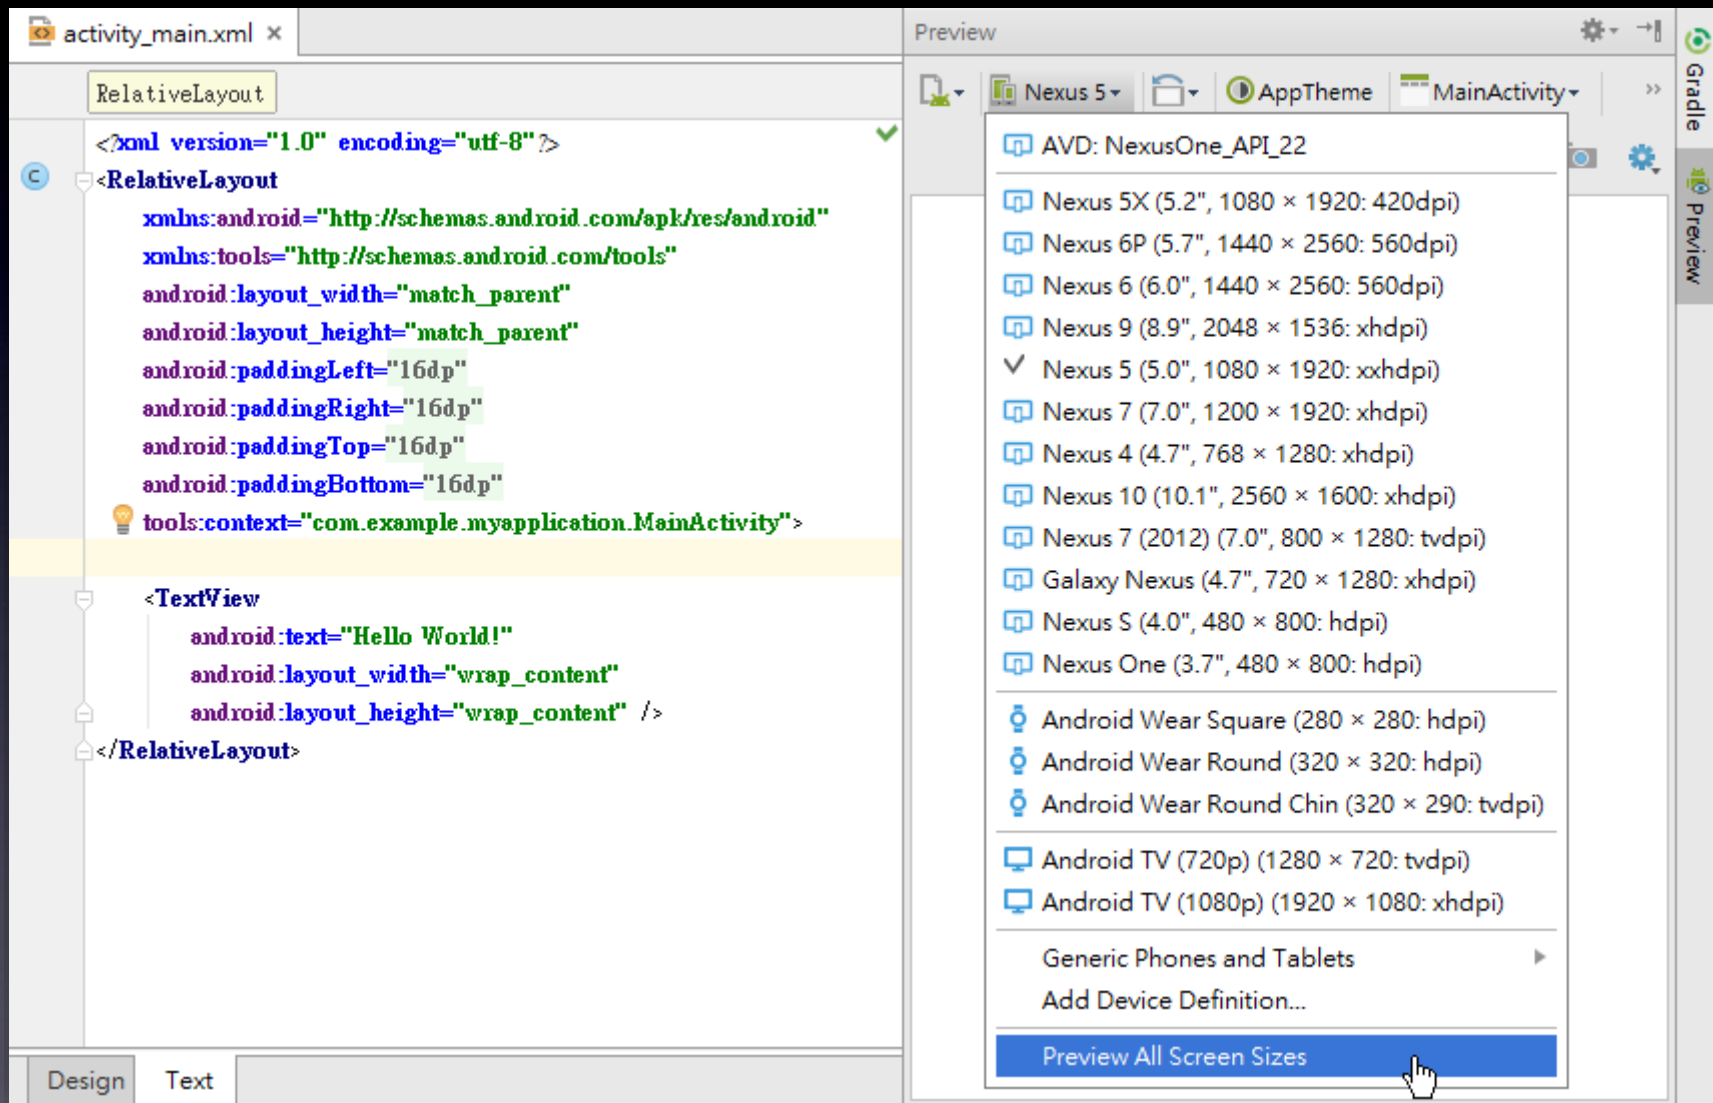 activity_main.xml ×
RelativeLayout
<?xml version="1.0" encoding="utf-8"?>
C
<RelativeLayout
xmlns:android="http://schemas.android.com/apk/res/android"
xmlns:tools="http://schemas.android.com/tools"
android:layout_width="match_parent"
android:layout_height="match_parent"
android:paddingLeft="16dp"
android:paddingRight="16dp"
android:paddingTop="16dp"
android:paddingBottom="16dp"
tools:context="com.example.myapplication.MainActivity">
<TextView
android:text="Hello World!"
android:layout_width="wrap_content"
android:layout_height="wrap_content" />
</RelativeLayout>
Design Text
Preview
Nexus 5 AppTheme MainActivity »
AVD: NexusOne_API_22
Nexus 5X (5.2", 1080 × 1920: 420dpi)
Nexus 6P (5.7", 1440 × 2560: 560dpi)
Nexus 6 (6.0", 1440 × 2560: 560dpi)
Nexus 9 (8.9", 2048 × 1536: xhdpi)
Nexus 5 (5.0", 1080 × 1920: xxhdpi)
Nexus 7 (7.0", 1200 × 1920: xhdpi)
Nexus 4 (4.7", 768 × 1280: xhdpi)
Nexus 10 (10.1", 2560 × 1600: xhdpi)
Nexus 7 (2012) (7.0", 800 × 1280: tvdpi)
Galaxy Nexus (4.7", 720 × 1280: xhdpi)
Nexus S (4.0", 480 × 800: hdpi)
Nexus One (3.7", 480 × 800: hdpi)
Android Wear Square (280 × 280: hdpi)
Android Wear Round (320 × 320: hdpi)
Android Wear Round Chin (320 × 290: tvdpi)
Android TV (720p) (1280 × 720: tvdpi)
Android TV (1080p) (1920 × 1080: xhdpi)
Generic Phones and Tablets
Add Device Definition...
Preview All Screen Sizes
Gradle
Preview